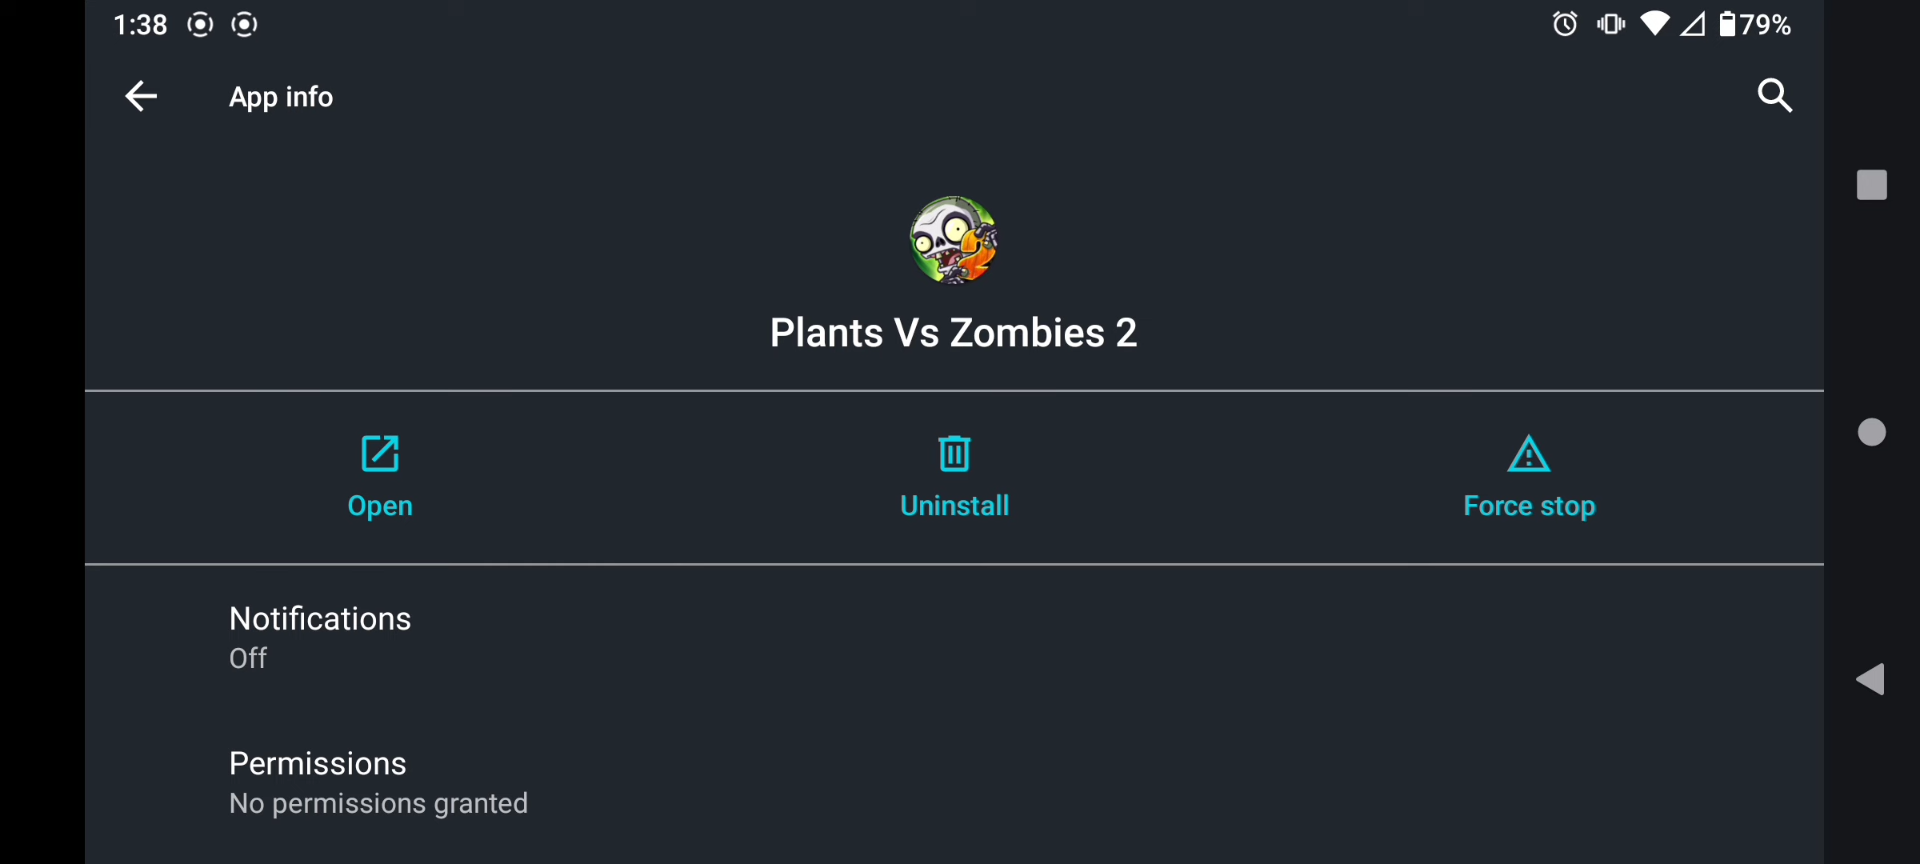 1:38
79%
App info
Plants Vs Zombies 2
Open
Uninstall
Force stop
Notifications
Off
Permissions
No permissions granted